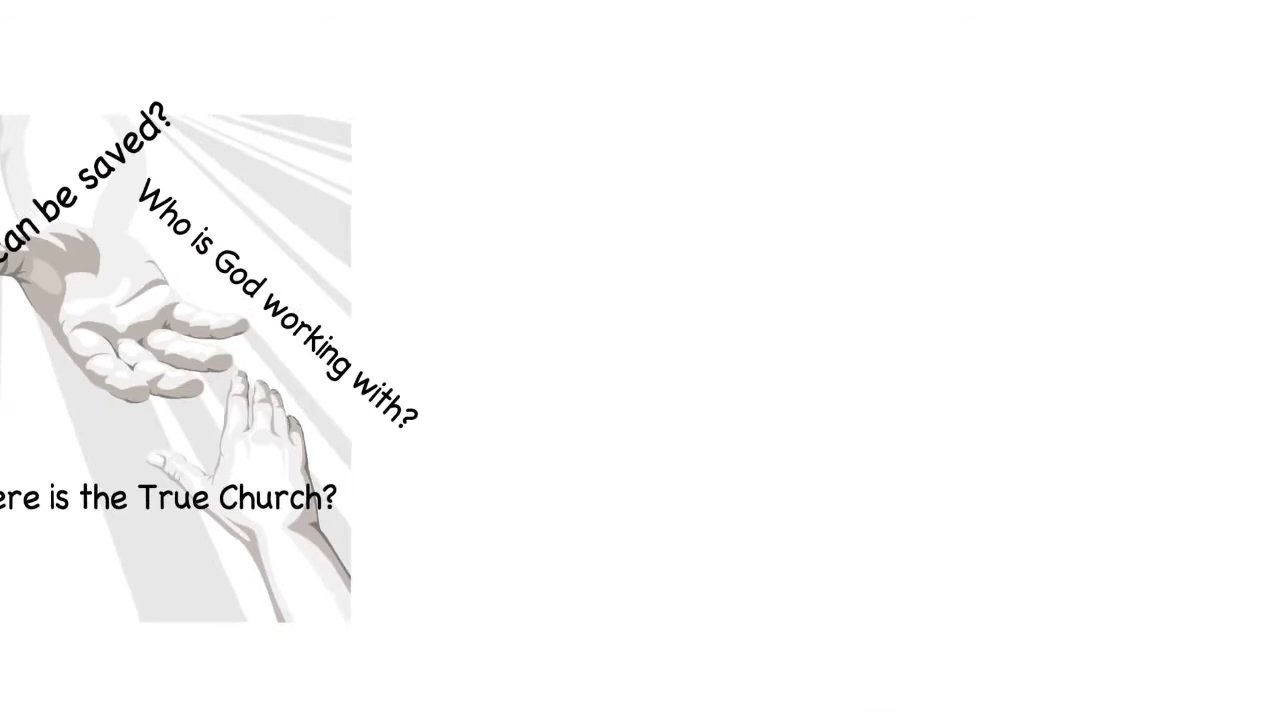 can be saved?
Who is God working with?
ere is the True Church?